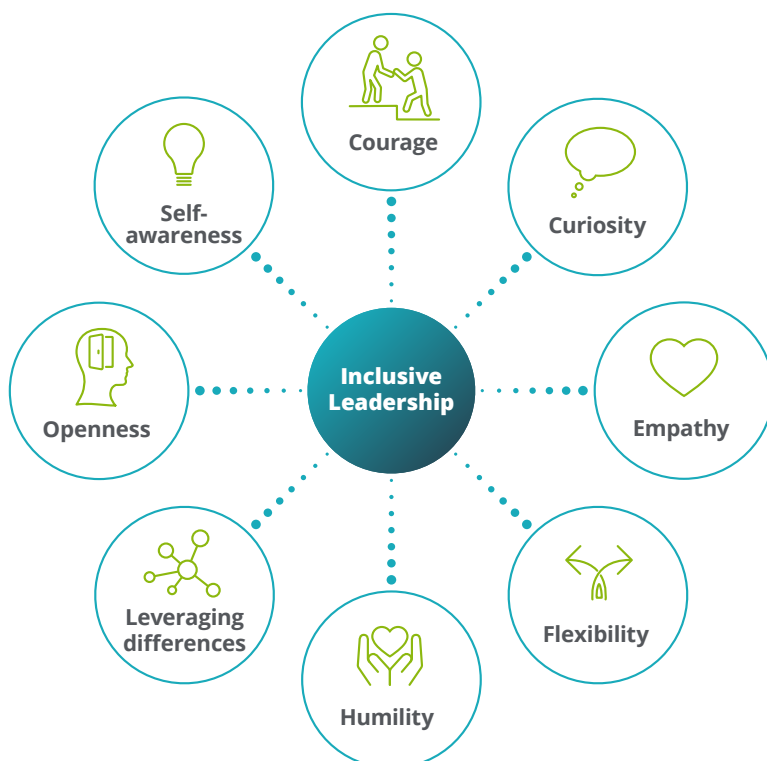 Courage
Curiosity
Empathy
Flexibility
Humility
Leveraging
differences
Openness
Self-
awareness
Inclusive
Leadership